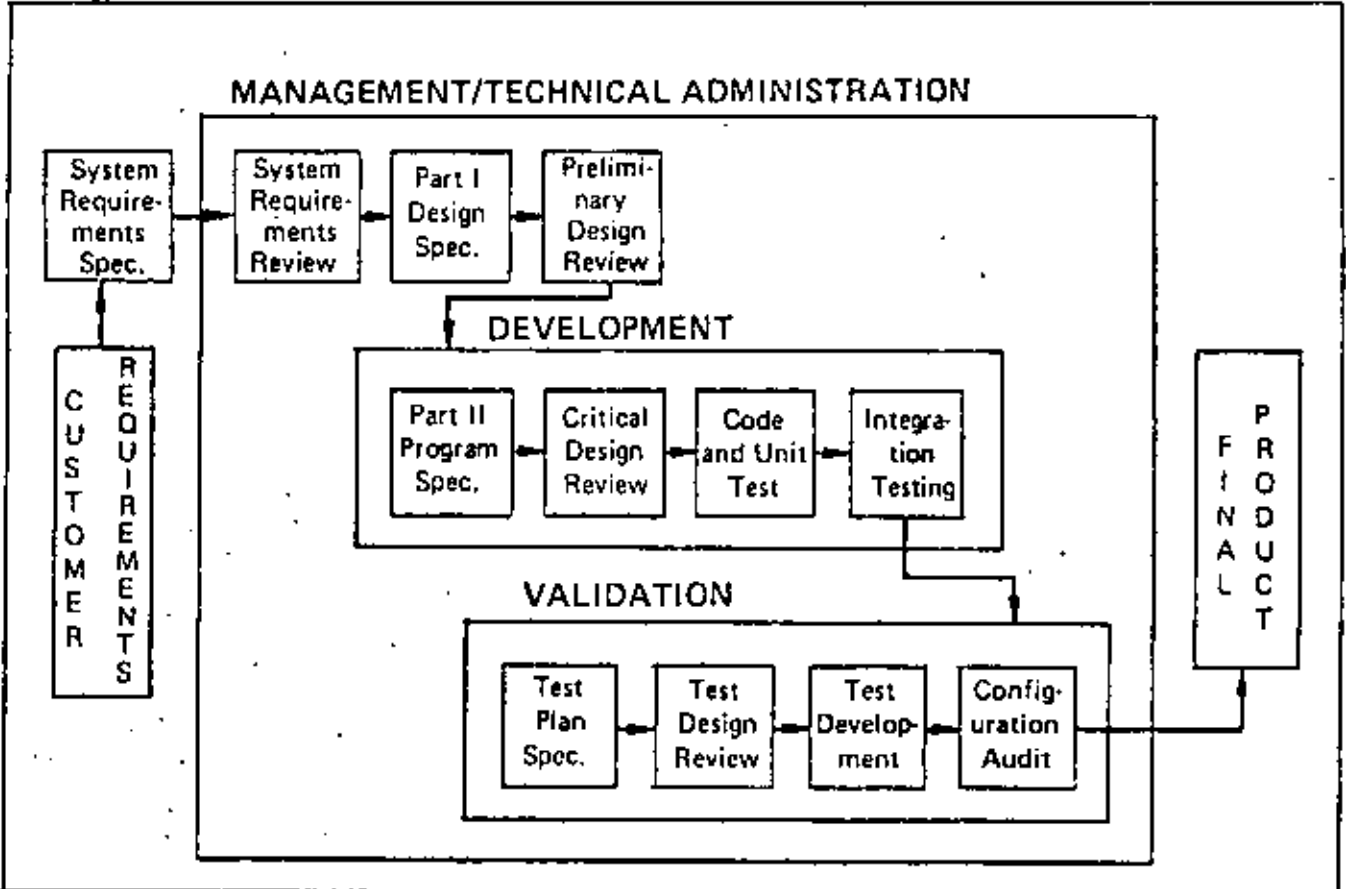 MANAGEMENT/TECHNICAL ADMINISTRATION
System
Require-
ments
Spec.
System
Require-
ments
Review
Part I
Design
Spec.
Prelimi-
nary
Design
Review
DEVELOPMENT
CUSTOMER
REQUIREMENTS
Part II
Program
Spec.
Critical
Design
Review
Code
and Unit
Test
Integra-
tion
Testing
FINAL
PRODUCT
VALIDATION
Test
Plan
Spec.
Test
Design
Review
Test
Develop-
ment
Config-
uration
Audit